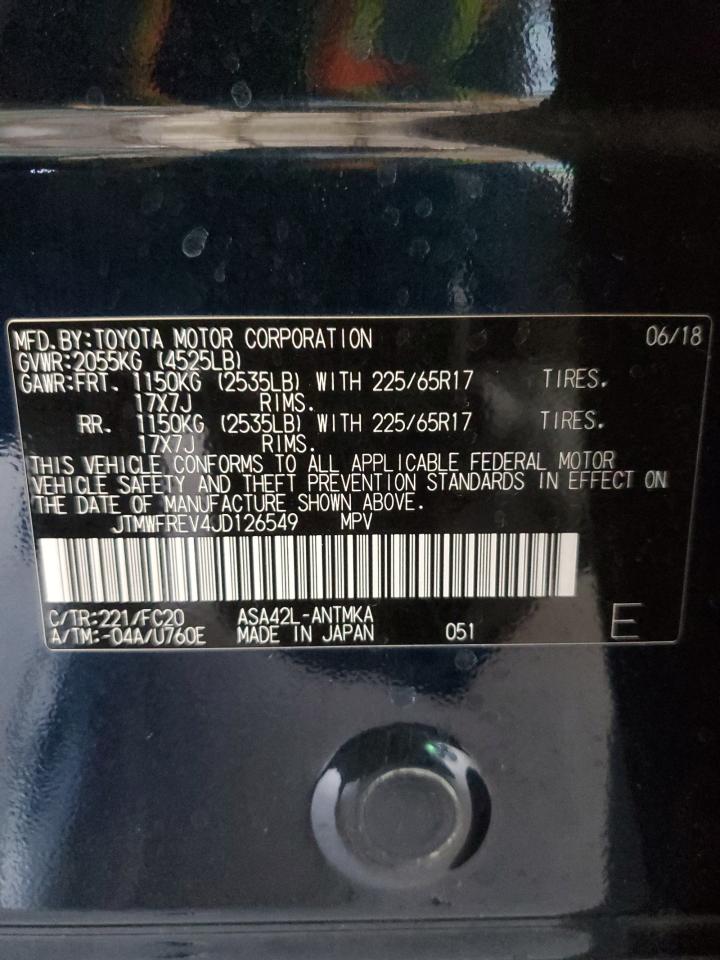 MFD.BY:TOYOTA MOTOR CORPORATION 06/18
GVWR:2055KG (4525LB)
GAWR:FRT. 1150KG (2535LB) WITH 225/65R17 TIRES.
17X7J RIMS.
RR. 1150KG (2535LB) WITH 225/65R17 TIRES.
17X7J RIMS.
THIS VEHICLE CONFORMS TO ALL APPLICABLE FEDERAL MOTOR
VEHICLE SAFETY AND THEFT PREVENTION STANDARDS IN EFFECT ON
THE DATE OF MANUFACTURE SHOWN ABOVE.
JTMWFREV4JD126549 MPV
C/TR:221/FC20 ASA42L-ANTMKA
A/TM:-04A/U760E MADE IN JAPAN 051 E